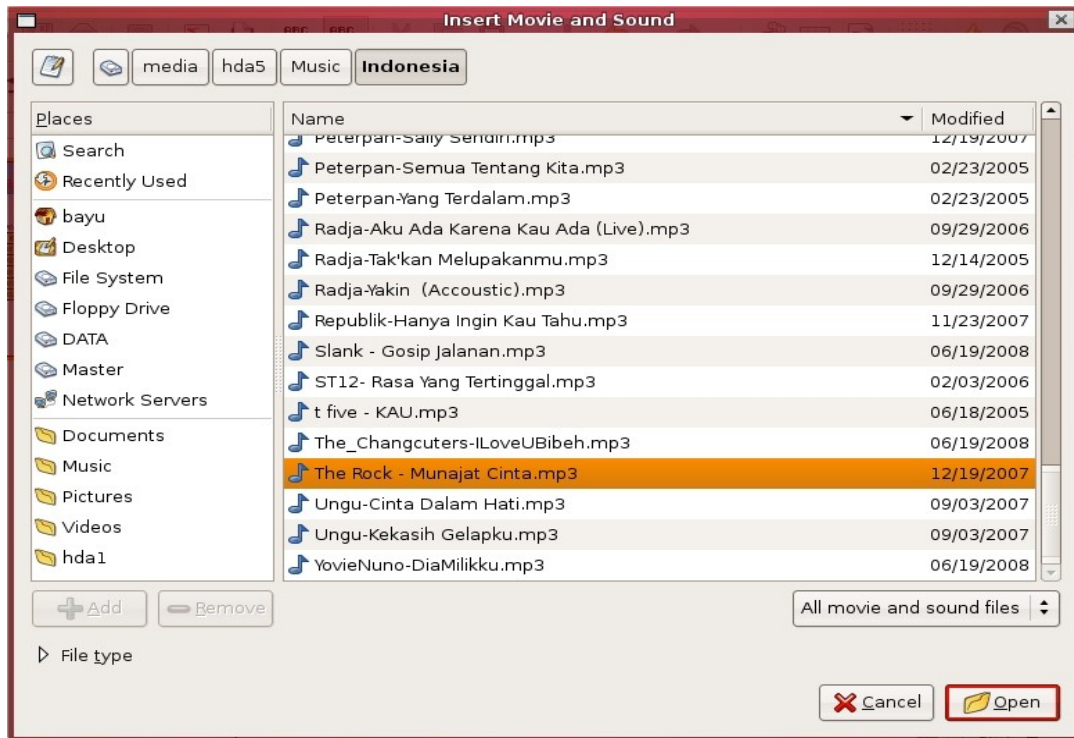 Insert Movie and Sound
media hda5 Music Indonesia
Places
Search
Recently Used
bayu
Desktop
File System
Floppy Drive
DATA
Master
Network Servers
Documents
Music
Pictures
Videos
hda1
Name Modified
Peterpan-Sally Sendiri.mp3 12/19/2007
Peterpan-Semua Tentang Kita.mp3 02/23/2005
Peterpan-Yang Terdalam.mp3 02/23/2005
Radja-Aku Ada Karena Kau Ada (Live).mp3 09/29/2006
Radja-Tak'kan Melupakanmu.mp3 12/14/2005
Radja-Yakin (Accoustic).mp3 09/29/2006
Republik-Hanya Ingin Kau Tahu.mp3 11/23/2007
Slank - Gosip Jalanan.mp3 06/19/2008
ST12- Rasa Yang Tertinggal.mp3 02/03/2006
t five - KAU.mp3 06/18/2005
The_Changcuters-ILoveUBibeh.mp3 06/19/2008
The Rock - Munajat Cinta.mp3 12/19/2007
Ungu-Cinta Dalam Hati.mp3 09/03/2007
Ungu-Kekasih Gelapku.mp3 09/03/2007
YovieNuno-DiaMilikku.mp3 06/19/2008
Add Remove
All movie and sound files
File type
Cancel Open